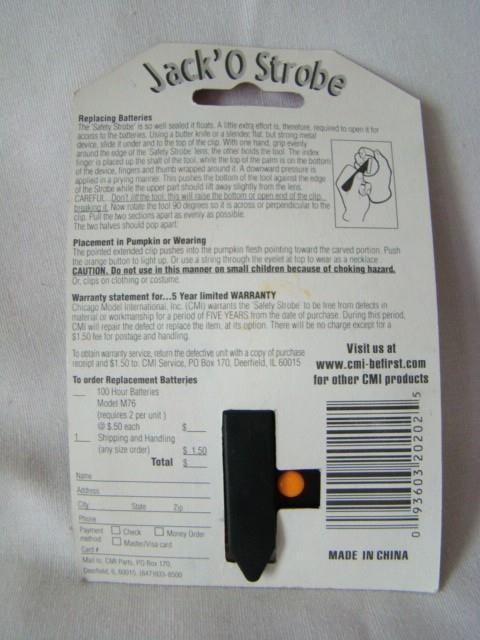 Jack'O Strobe
Replacing Batteries
The 'Safety Strobe' is so well sealed it floats. A little extra effort is, therefore, required to open it for
access to the batteries. Using a butter knife or a slender, flat, but strong metal
device, slide it under and to the top of the clip. With one hand, grip evenly
around the edge of the 'Safety Strobe' lens; the other holds the tool. The index
finger is placed up the shaft of the tool, while the top of the palm is on the bottom
of the device, fingers and thumb wrapped around it. A downward pressure is
applied in a prying manner. This pushes the bottom of the tool against the edge
of the Strobe while the upper part should lift away slightly from the lens.
CAREFUL...Don't lift the tool; this will raise the bottom or open end of the clip,
breaking it. Now rotate the tool 90 degrees so it is across or perpendicular to the
clip. Pull the two sections apart as evenly as possible.
The two halves should pop apart.
Placement in Pumpkin or Wearing
The pointed extended clip pushes into the pumpkin flesh pointing toward the carved portion. Push
the orange button to light for. Or use a string through the eyelet at top to wear as a necklace.
CAUTION. Do not use in this manner on small children because of choking hazard.
Or, clips on clothing or costume.
Warranty statement for...5 Year limited WARRANTY
Chicago Model International, Inc. (CMI) warrants the 'Safety Strobe' to be free from defects in
material or workmanship for a period of FIVE YEARS from the date of purchase. During this period,
CMI will repair the defect or replace the item, at its option. There will be no charge except for a
$1.50 fee for postage and handling.
To obtain warranty service, return the defective unit with a copy of purchase
receipt and $1.50 to: CMI Service, PO Box 170, Deerfield, IL 60015
Visit us at
www.cmi-befirst.com
for other CMI products
To order Replacement Batteries
100 Hour Batteries
Model M76
(requires 2 per unit)
@ $.50 each $
1 Shipping and Handling
(any size order) $ 1.50
Total $
Name
Address
City State Zip
Phone
Payment method Check Money Order
Master/Visa card
Card #
Mail to: CMI Parts, PO Box 170,
Deerfield, IL 60015, (847)933-8500
0 93603 20202 5
MADE IN CHINA